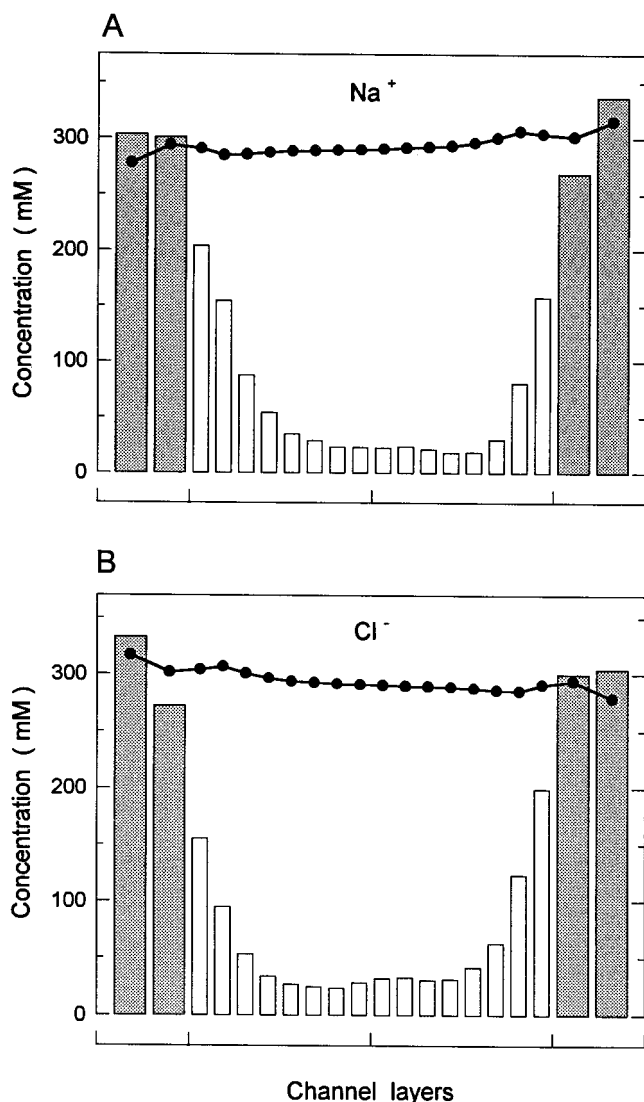 A
Na +
Concentration ( mM )
300
200
100
0
B
Cl -
Concentration ( mM )
300
200
100
0
Channel layers